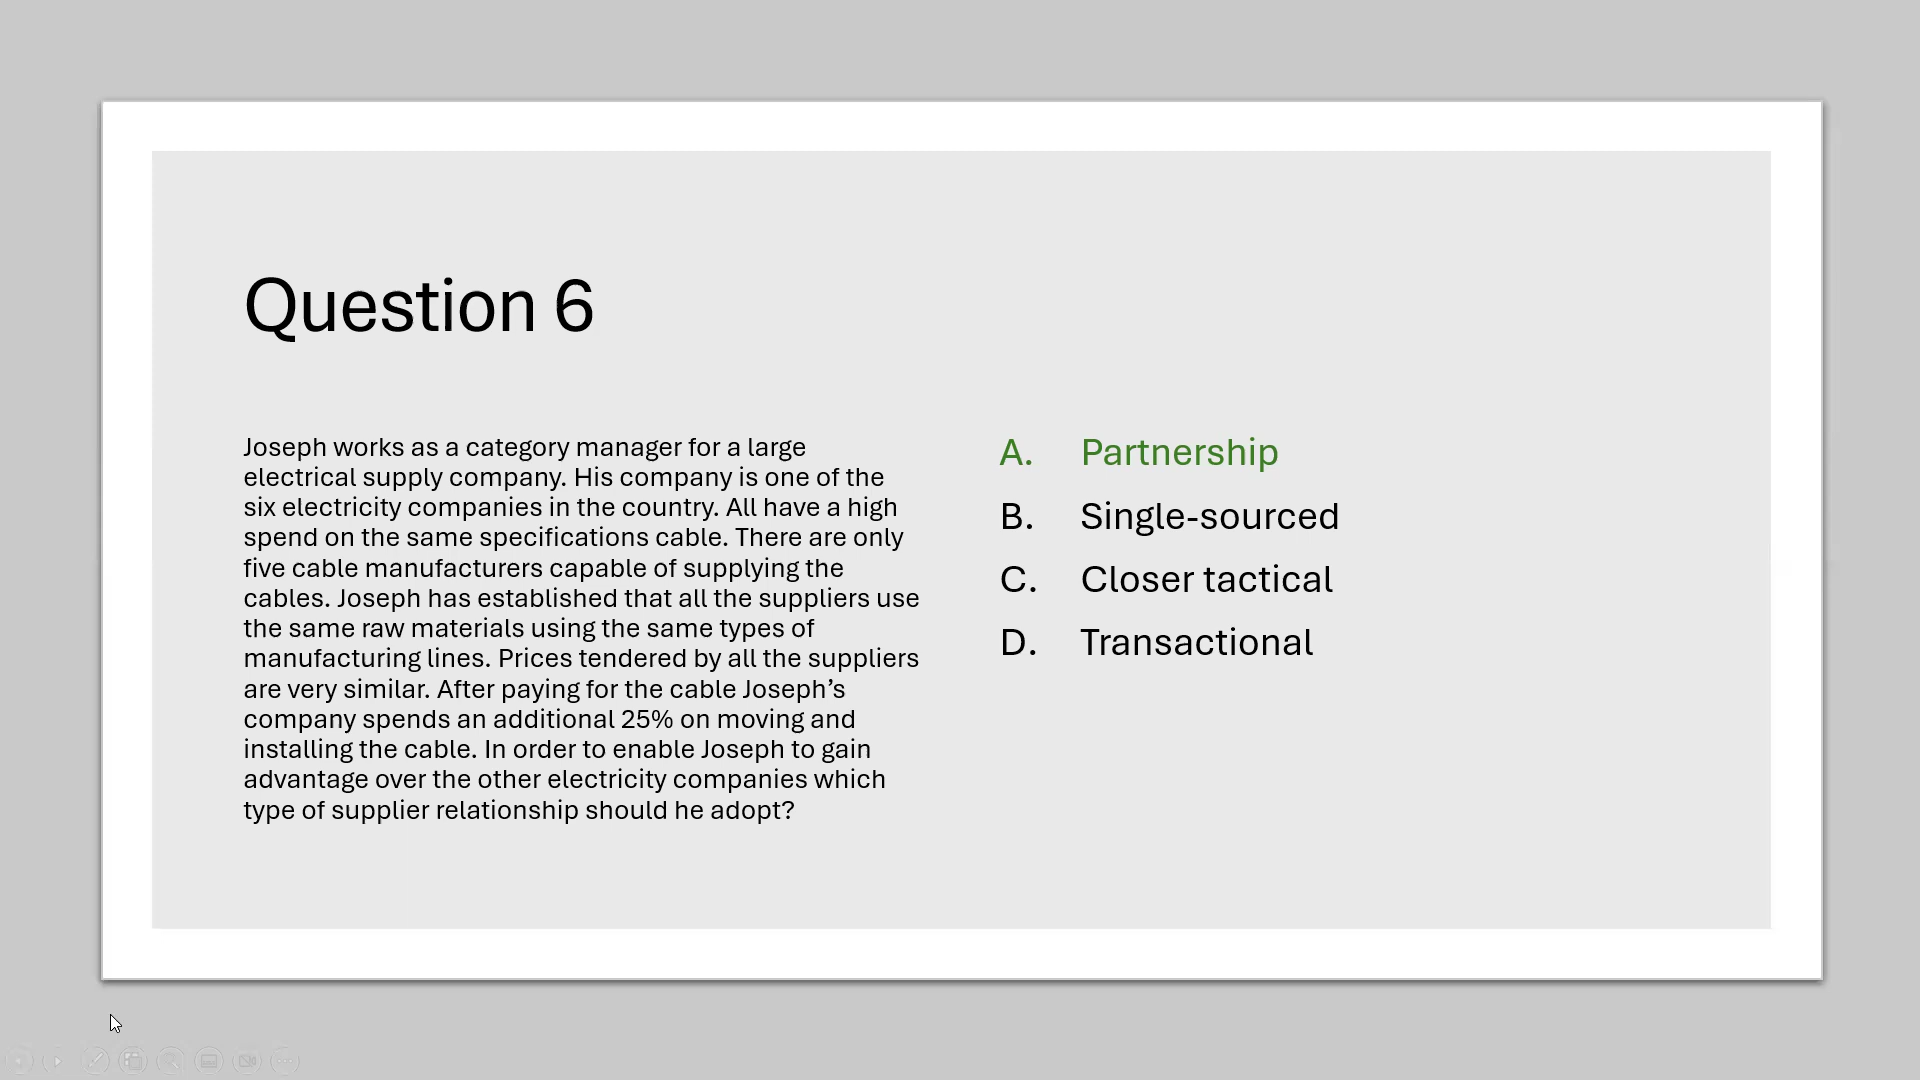 Question 6
Joseph works as a category manager for a large
electrical supply company. His company is one of the
six electricity companies in the country. All have a high
spend on the same specifications cable. There are only
five cable manufacturers capable of supplying the
cables. Joseph has established that all the suppliers use
the same raw materials using the same types of
manufacturing lines. Prices tendered by all the suppliers
are very similar. After paying for the cable Joseph’s
company spends an additional 25% on moving and
installing the cable. In order to enable Joseph to gain
advantage over the other electricity companies which
type of supplier relationship should he adopt?
A. Partnership
B. Single-sourced
C. Closer tactical
D. Transactional